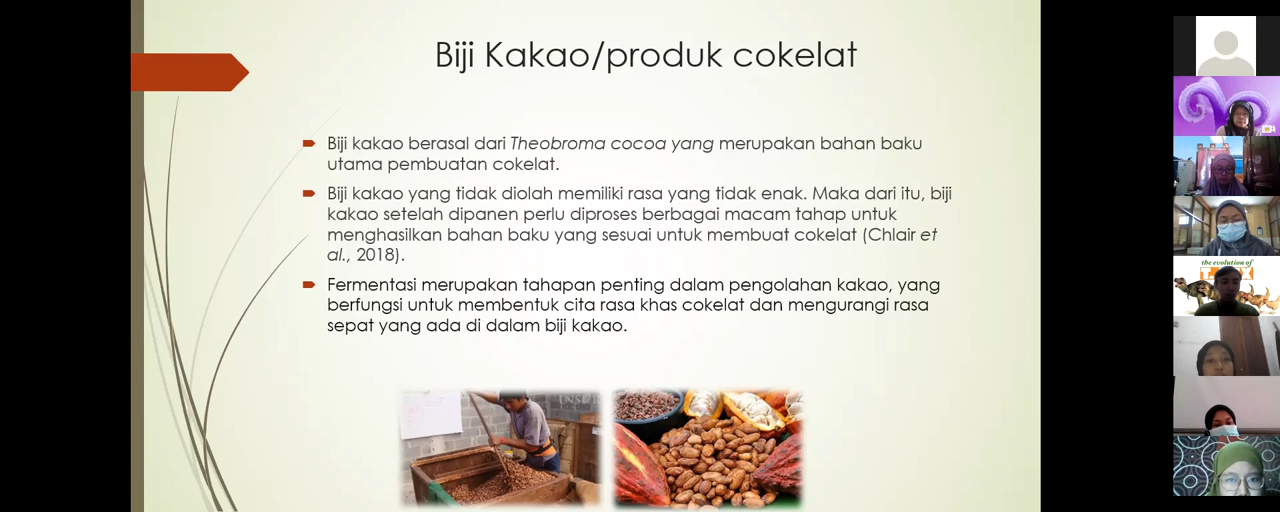 Biji Kakao/produk cokelat
Biji kakao berasal dari Theobroma cocoa yang merupakan bahan baku
utama pembuatan cokelat.
Biji kakao yang tidak diolah memiliki rasa yang tidak enak. Maka dari itu, biji
kakao setelah dipanen perlu diproses berbagai macam tahap untuk
menghasilkan bahan baku yang sesuai untuk membuat cokelat (Chlair et
al., 2018).
Fermentasi merupakan tahapan penting dalam pengolahan kakao, yang
berfungsi untuk membentuk cita rasa khas cokelat dan mengurangi rasa
sepat yang ada di dalam biji kakao.
the evolution of